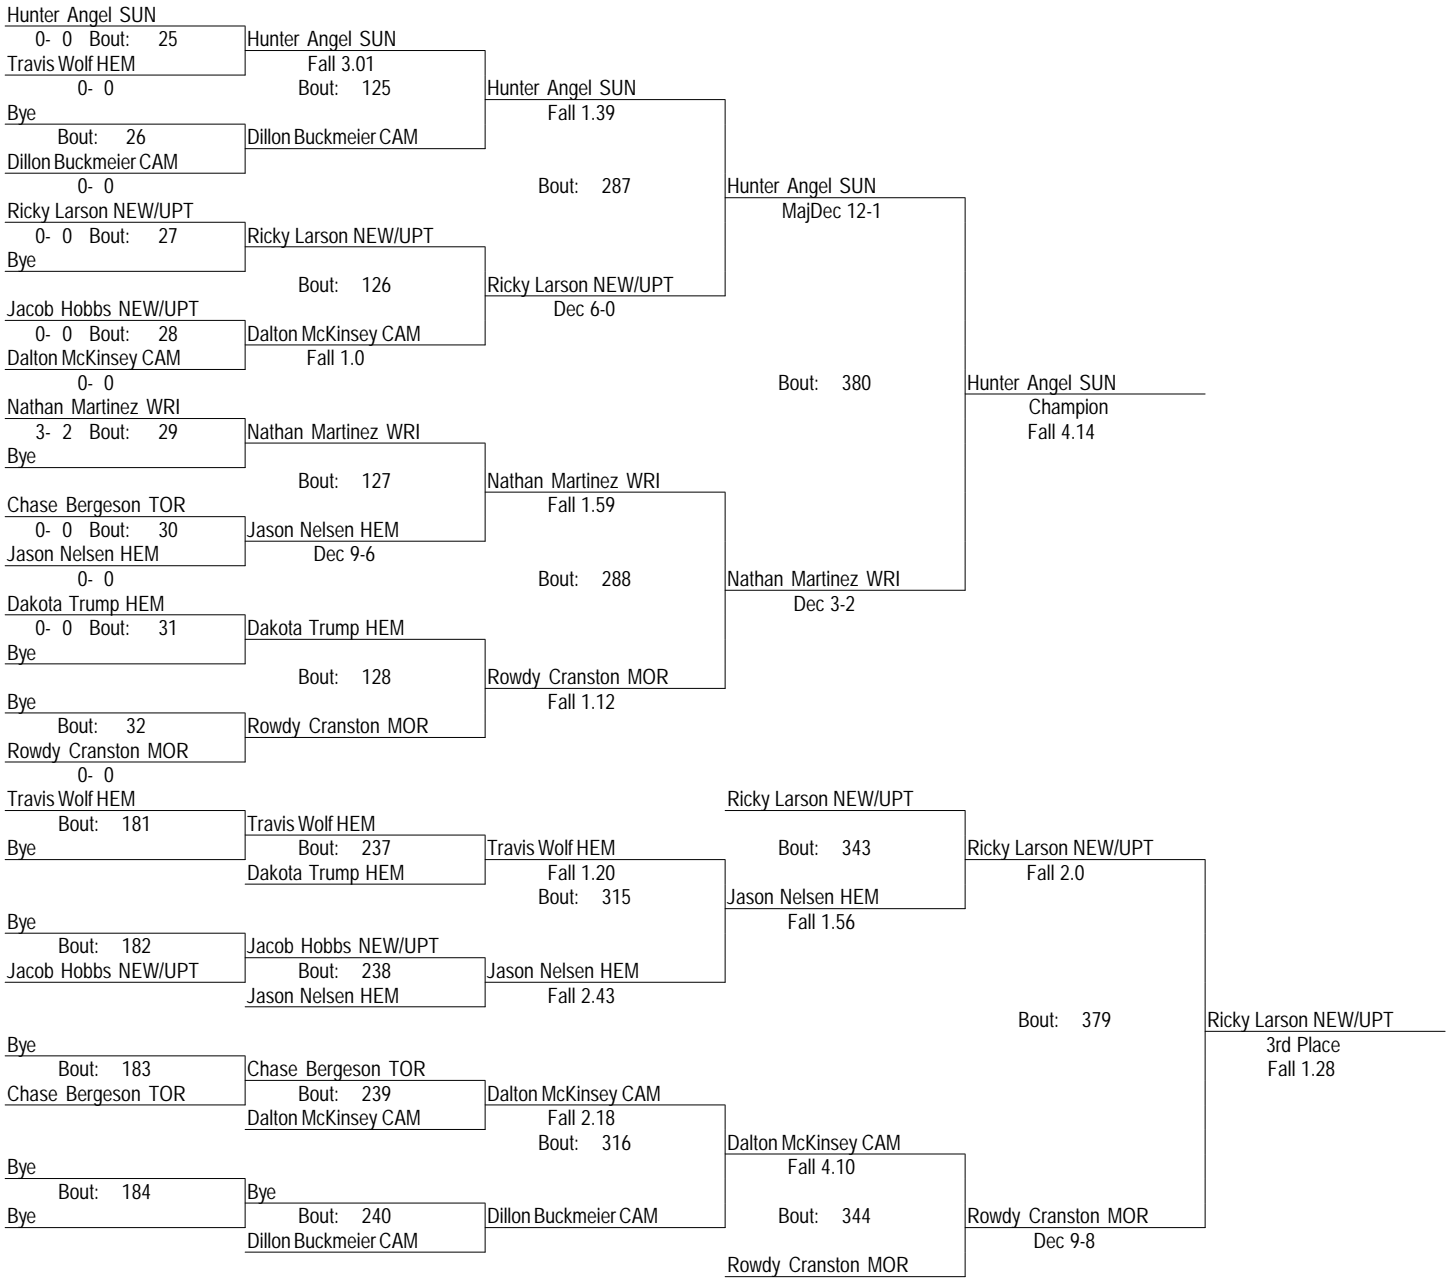 Hunter Angel SUN
0- 0 Bout: 25 Hunter Angel SUN
Travis Wolf HEM Fall 3.01
0- 0 Bout: 125 Hunter Angel SUN
Bye Fall 1.39
Bout: 26 Dillon Buckmeier CAM
Dillon Buckmeier CAM
0- 0 Bout: 287 Hunter Angel SUN
Ricky Larson NEW/UPT MajDec 12-1
0- 0 Bout: 27 Ricky Larson NEW/UPT
Bye
Bout: 126 Ricky Larson NEW/UPT
Jacob Hobbs NEW/UPT Dec 6-0
0- 0 Bout: 28 Dalton McKinsey CAM
Dalton McKinsey CAM Fall 1.0
0- 0 Bout: 380 Hunter Angel SUN
Nathan Martinez WRI Champion
3- 2 Bout: 29 Nathan Martinez WRI Fall 4.14
Bye
Bout: 127 Nathan Martinez WRI
Chase Bergeson TOR Fall 1.59
0- 0 Bout: 30 Jason Nelsen HEM
Jason Nelsen HEM Dec 9-6
0- 0 Bout: 288 Nathan Martinez WRI
Dakota Trump HEM Dec 3-2
0- 0 Bout: 31 Dakota Trump HEM
Bye
Bout: 128 Rowdy Cranston MOR
Bye Fall 1.12
Bout: 32 Rowdy Cranston MOR
Rowdy Cranston MOR
0- 0
Travis Wolf HEM Ricky Larson NEW/UPT
Bout: 181 Travis Wolf HEM
Bye Bout: 237 Travis Wolf HEM Bout: 343 Ricky Larson NEW/UPT
Dakota Trump HEM Fall 1.20 Fall 2.0
Bout: 315 Jason Nelsen HEM
Bye Fall 1.56
Bout: 182 Jacob Hobbs NEW/UPT
Jacob Hobbs NEW/UPT Bout: 238 Jason Nelsen HEM
Jason Nelsen HEM Fall 2.43
Bout: 379 Ricky Larson NEW/UPT
Bye 3rd Place
Bout: 183 Chase Bergeson TOR Fall 1.28
Chase Bergeson TOR Bout: 239 Dalton McKinsey CAM
Dalton McKinsey CAM Fall 2.18
Bout: 316 Dalton McKinsey CAM
Bye Fall 4.10
Bout: 184 Bye
Bye Bout: 240 Dillon Buckmeier CAM Bout: 344 Rowdy Cranston MOR
Dillon Buckmeier CAM Dec 9-8
Rowdy Cranston MOR